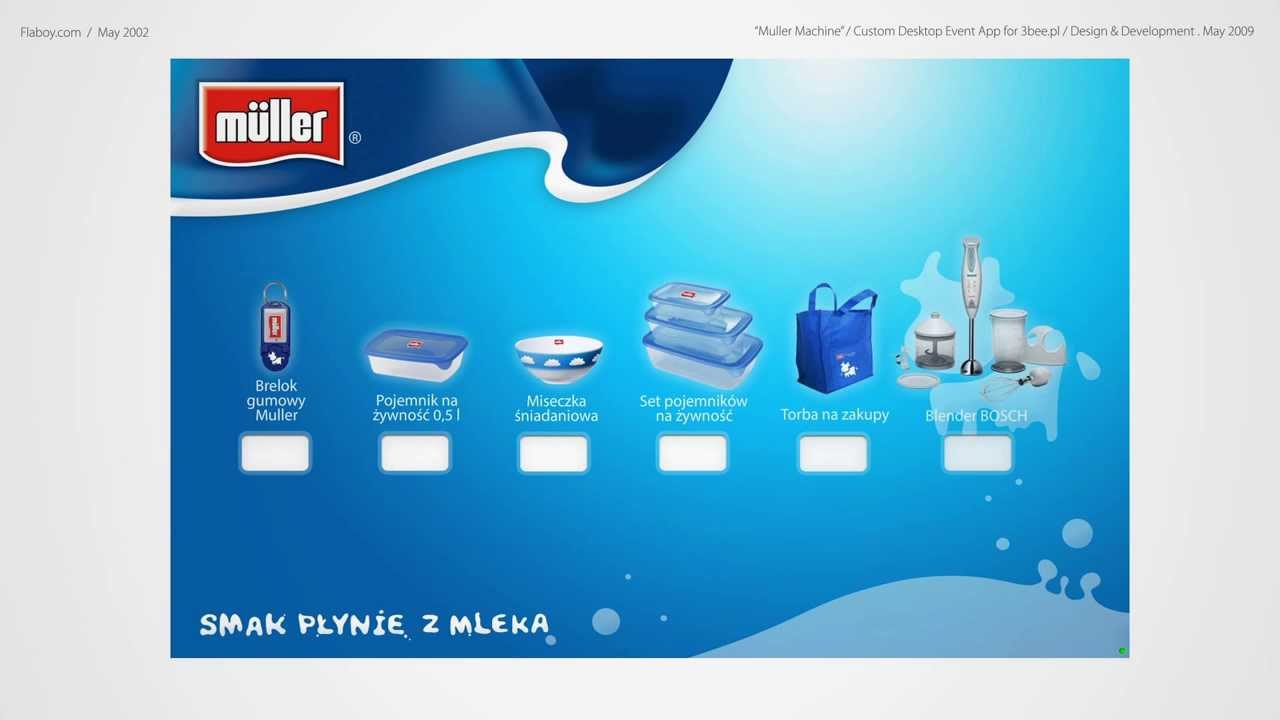 Flaboy.com / May 2002
"Muller Machine" / Custom Desktop Event App for 3bee.pl / Design & Development . May 2009
müller
®
müller
Brelok
gumowy
Muller
Pojemnik na
żywność 0,5 l
Miseczka
śniadaniowa
Set pojemników
na żywność
Torba na zakupy
Blender BOSCH
SMAK PŁYNIE Z MLEKA